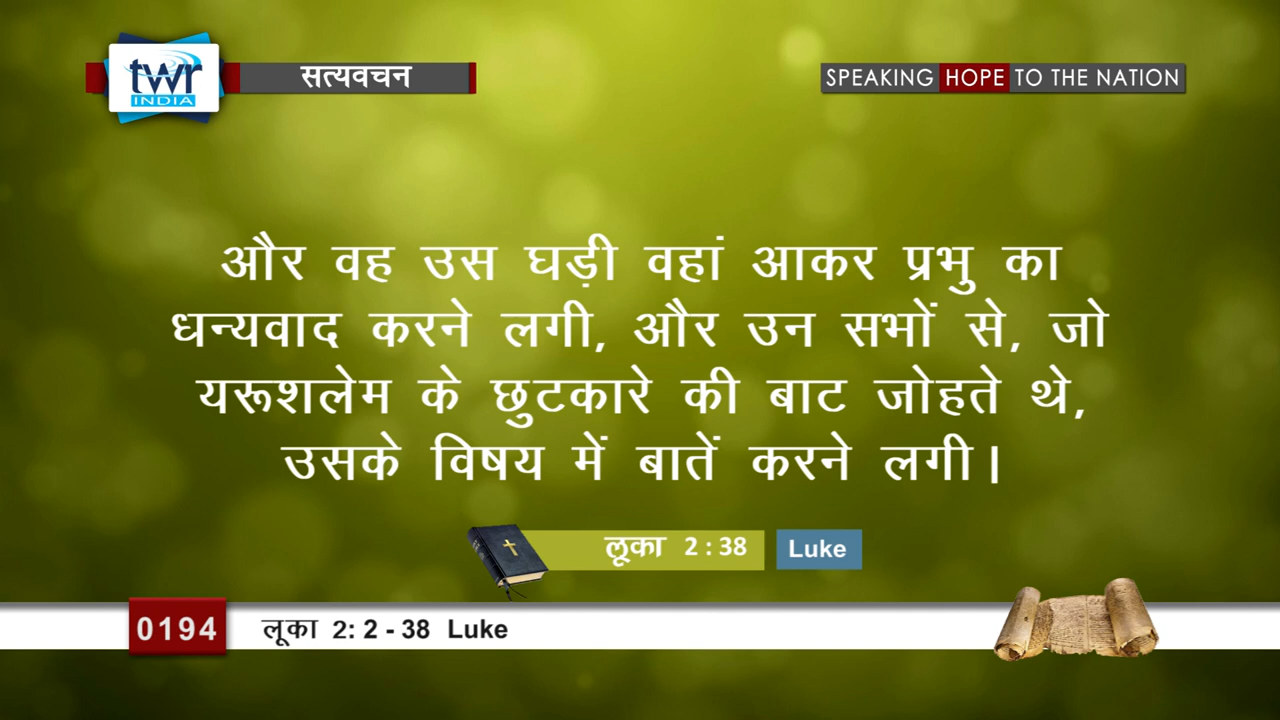 twr
INDIA
सत्यवचन
SPEAKING HOPE TO THE NATION
और वह उस घड़ी वहां आकर प्रभु का
धन्यवाद करने लगी, और उन सभों से, जो
यरूशलेम के छुटकारे की बाट जोहते थे,
उसके विषय में बातें करने लगी।
लूका 2 : 38 Luke
0194 लूका 2: 2 - 38 Luke